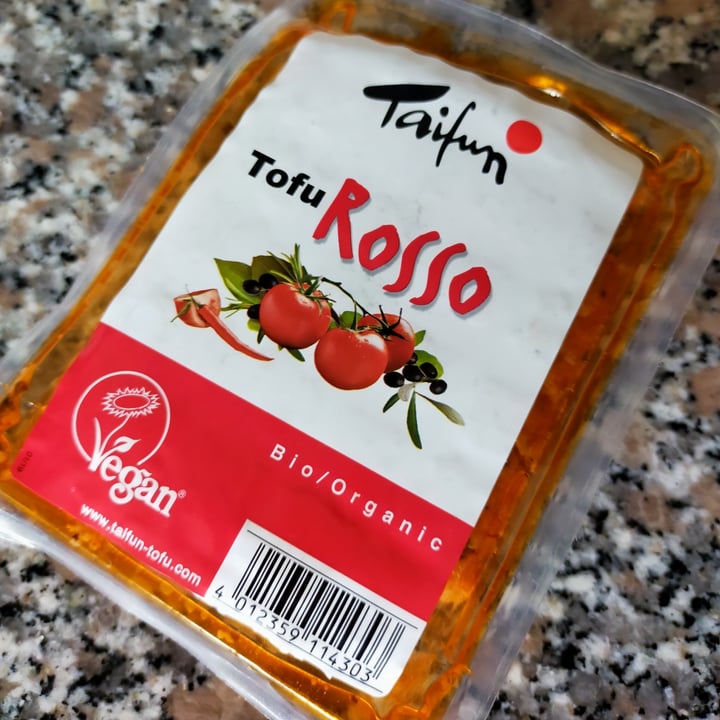 Taifun
Tofu Rosso
Bio/Organic
Vegan®
www.taifun-tofu.com
4 012359 114303